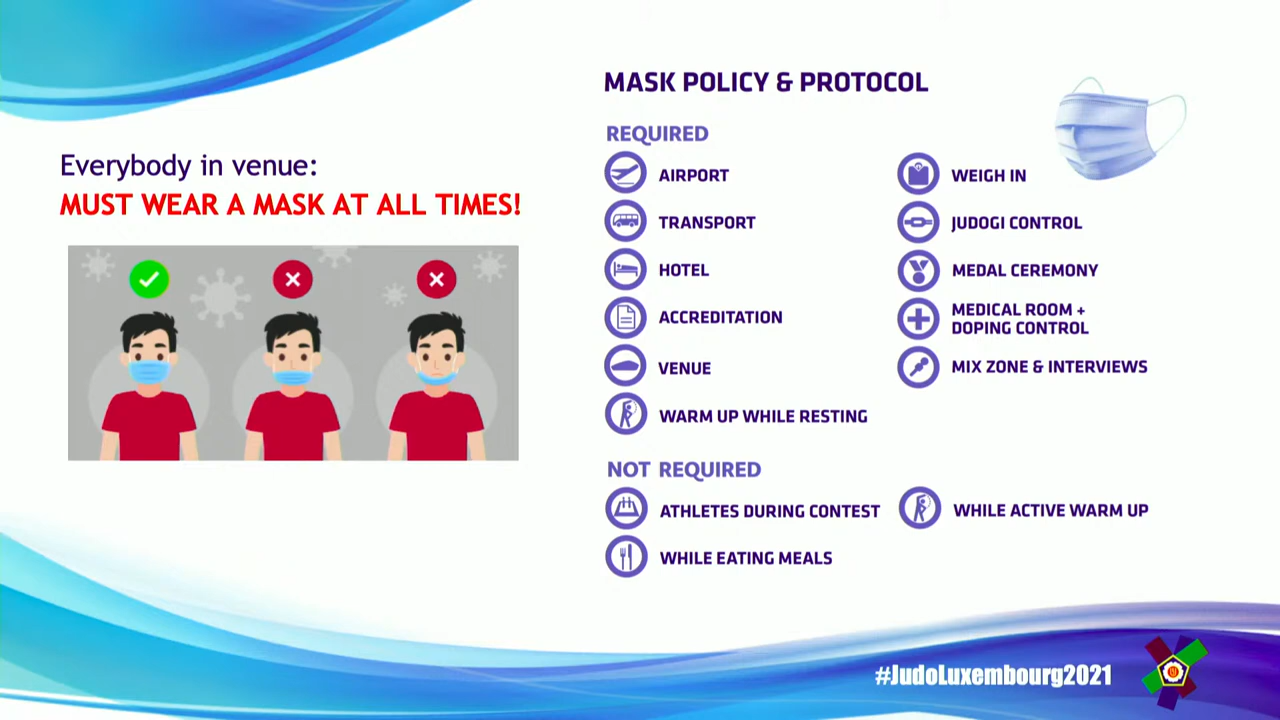 Everybody in venue:
MUST WEAR A MASK AT ALL TIMES!
MASK POLICY & PROTOCOL
REQUIRED
AIRPORT
TRANSPORT
HOTEL
ACCREDITATION
VENUE
WARM UP WHILE RESTING
WEIGH IN
JUDOGI CONTROL
MEDAL CEREMONY
MEDICAL ROOM +
DOPING CONTROL
MIX ZONE & INTERVIEWS
NOT REQUIRED
ATHLETES DURING CONTEST
WHILE EATING MEALS
WHILE ACTIVE WARM UP
#JudoLuxembourg2021